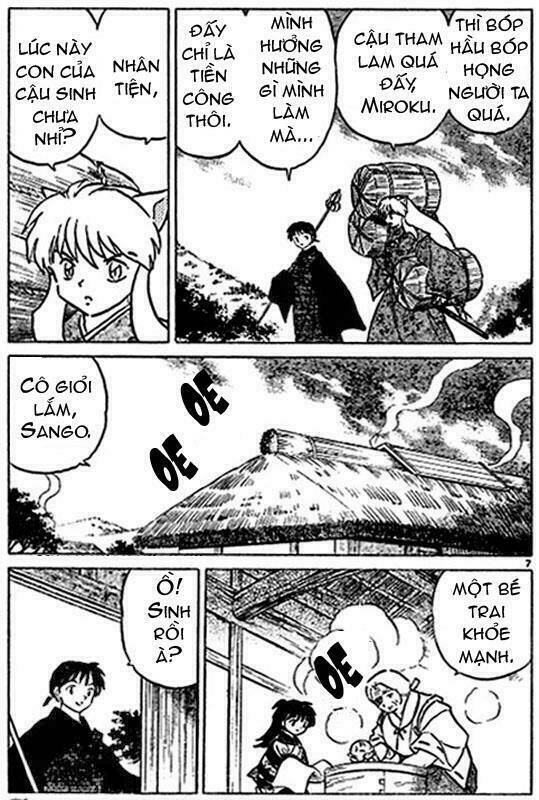 THÌ BÓP
HẦU BÓP
HỌNG
NGƯỜI TA
QUÁ.
CẬU THAM
LAM QUÁ
ĐẤY,
MIROKU.
MÌNH
HƯỞNG
NHỮNG
GÌ MÌNH
LÀM
MÀ...
ĐẤY
CHỈ LÀ
TIỀN
CÔNG
THÔI.
NHÂN
TIỆN,
LÚC NÀY
CON CỦA
CẬU SINH
CHƯA
NHỈ?
OE
OE
CÔ GIỎI
LẮM,
SANGO.
7
MỘT BÉ
TRAI
KHỎE
MẠNH.
OE
Ồ!
SINH
RỒI
À?